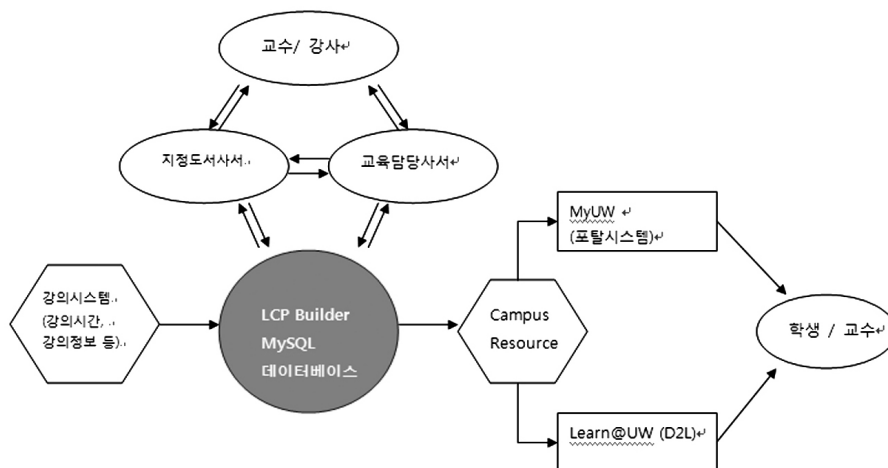 교수/ 강사
지정도서사서
교육담당사서
MyUW
(포탈시스템)
강의시스템
(강의시간,
강의정보 등)
LCP Builder
MySQL
데이터베이스
Campus
Resource
학생 / 교수
Learn@UW (D2L)